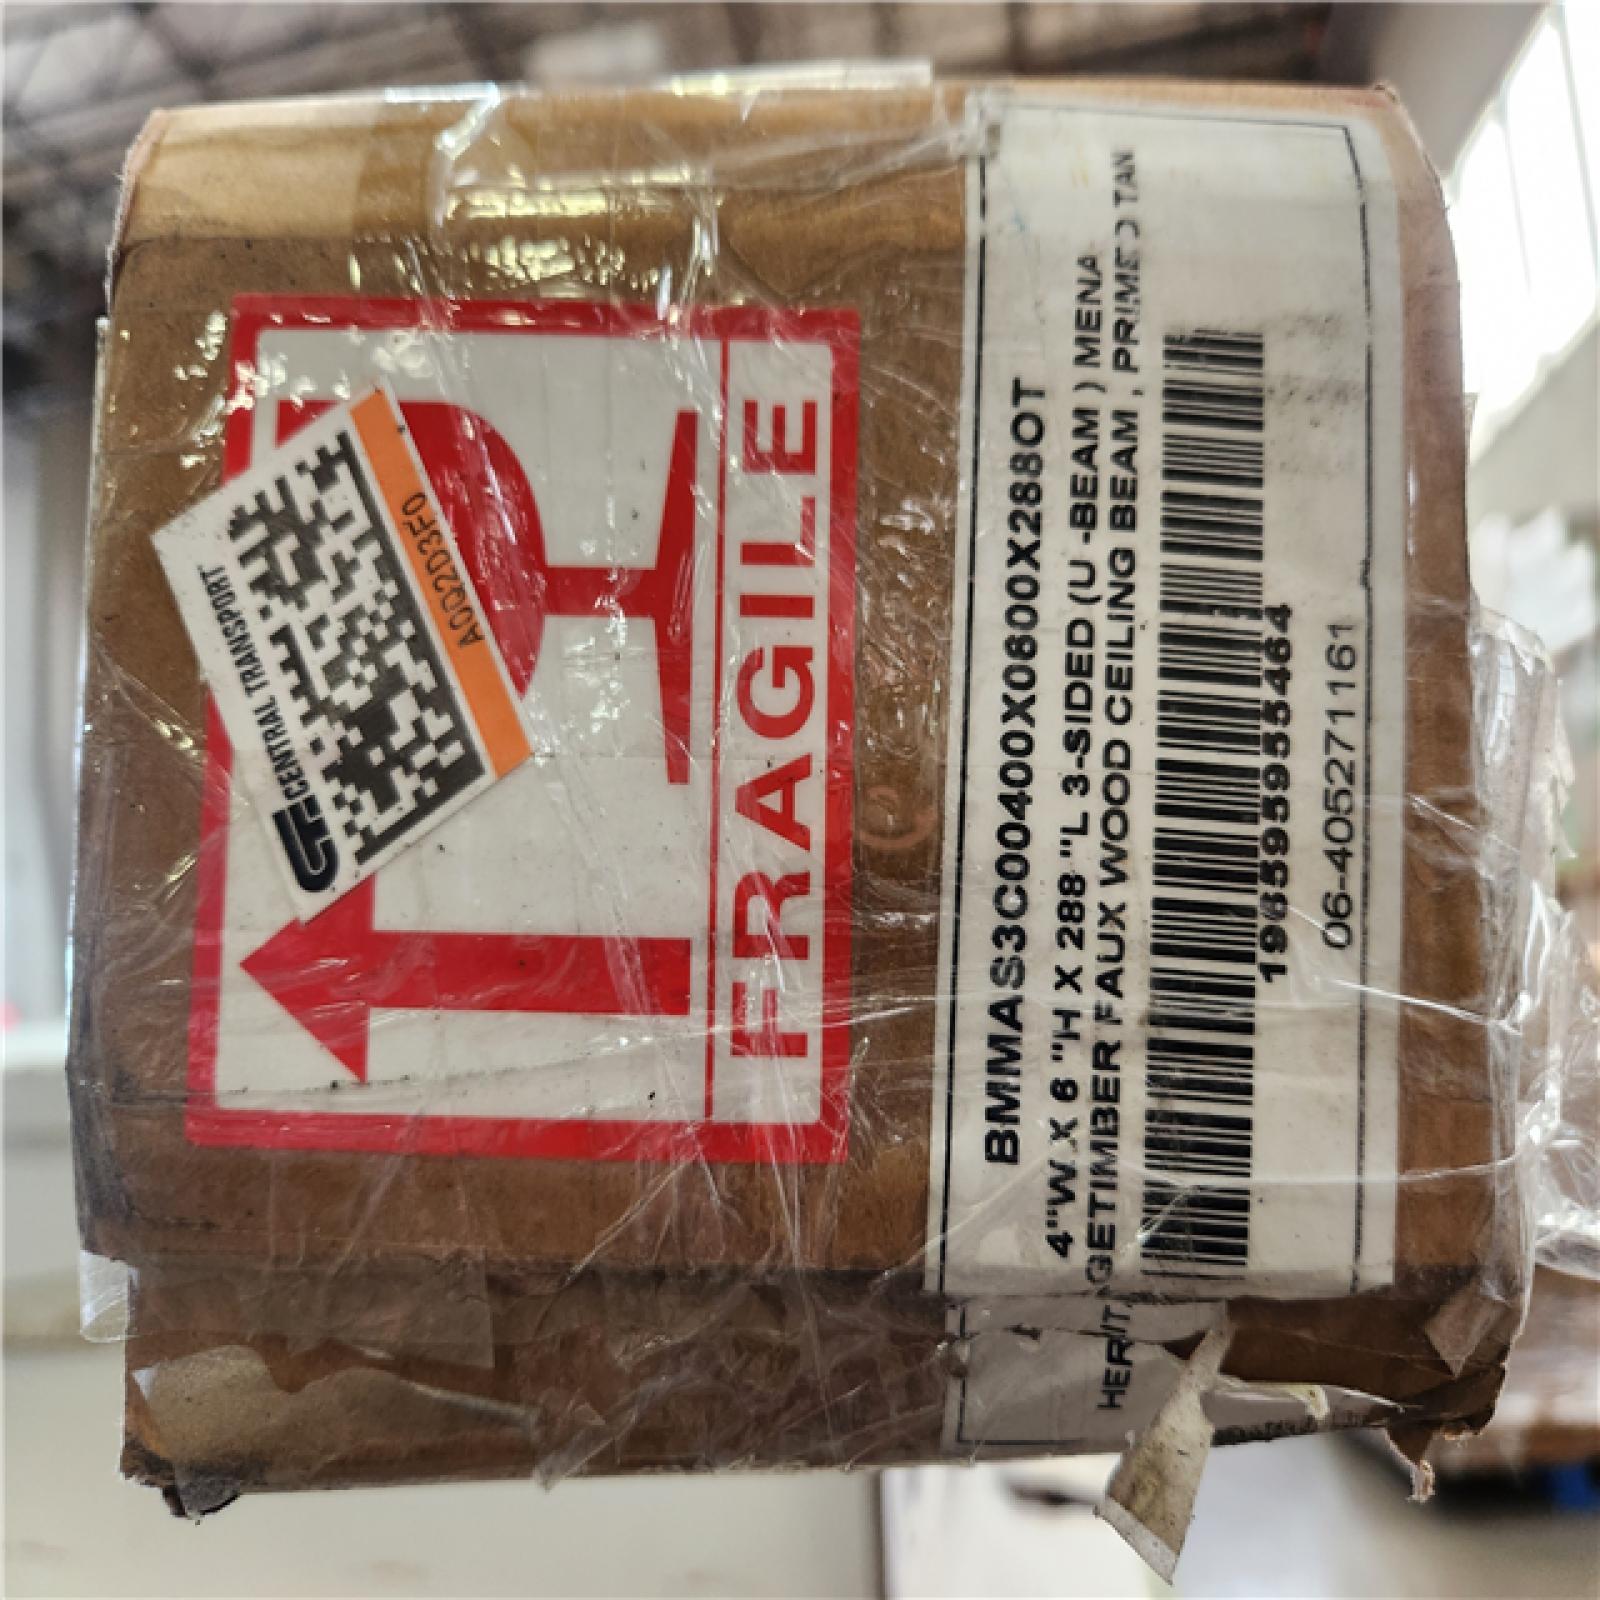 CENTRAL TRANSPORT
A0Q22D3F0
FRAGILE
BMMAS3C00400X0600X288OT
4"W X 6 "H X 288 "L 3-SIDED (U -BEAM ) MENA
HERITAGETIMBER FAUX WOOD CEILING BEAM , PRIMED TAN
196595955464
06-405271161